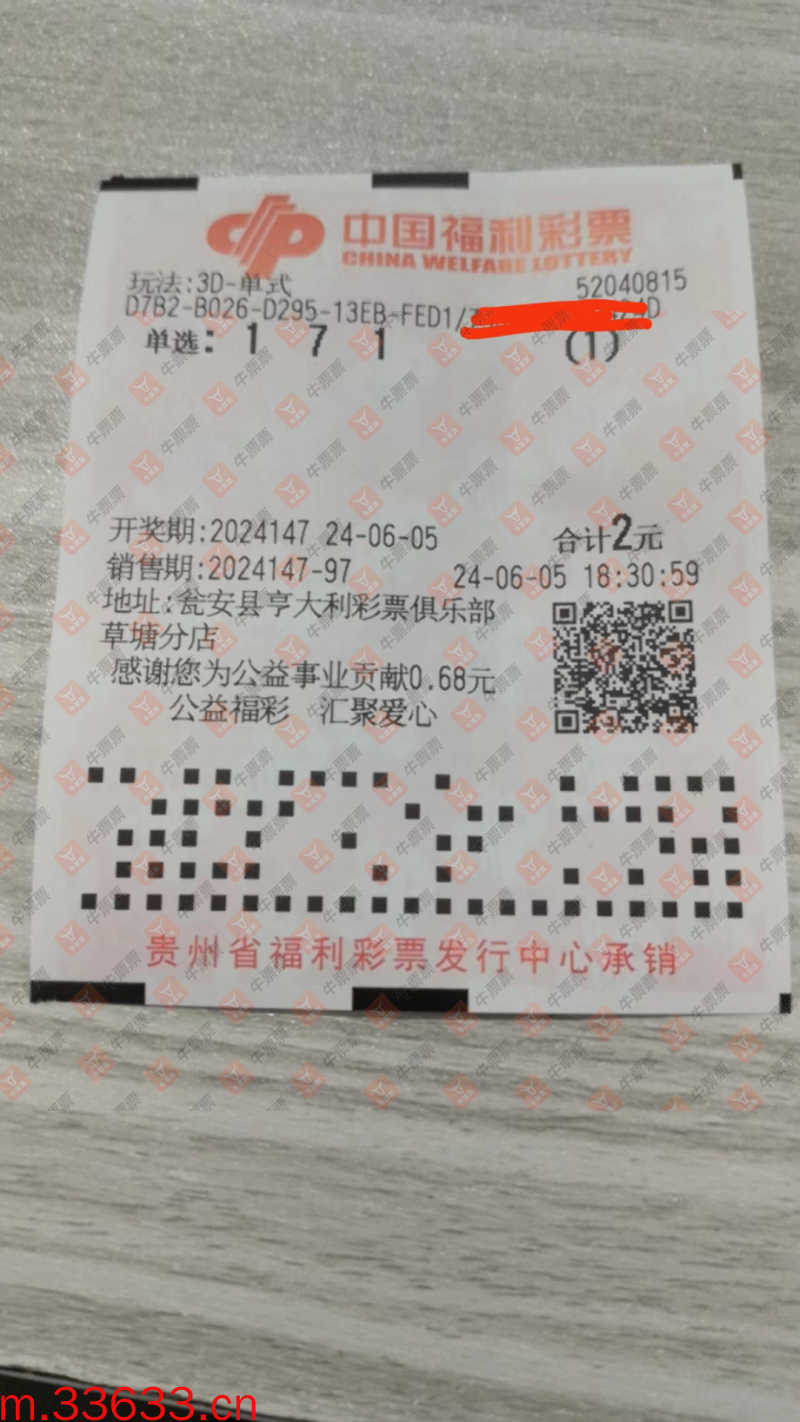 中国福利彩票
CHINA WELFARE LOTTERY
玩法:3D-单式 52040815
D7B2-B026-D295-13EB-FED1/
单选: 1 7 1 (1)
开奖期:2024147 24-06-05 合计2元
销售期:2024147-97 24-06-05 18:30:59
地址:瓮安县亨大利彩票俱乐部
草塘分店
感谢您为公益事业贡献0.68元
公益福彩 汇聚爱心
贵州省福利彩票发行中心承销
牛票票
m.33633.cn